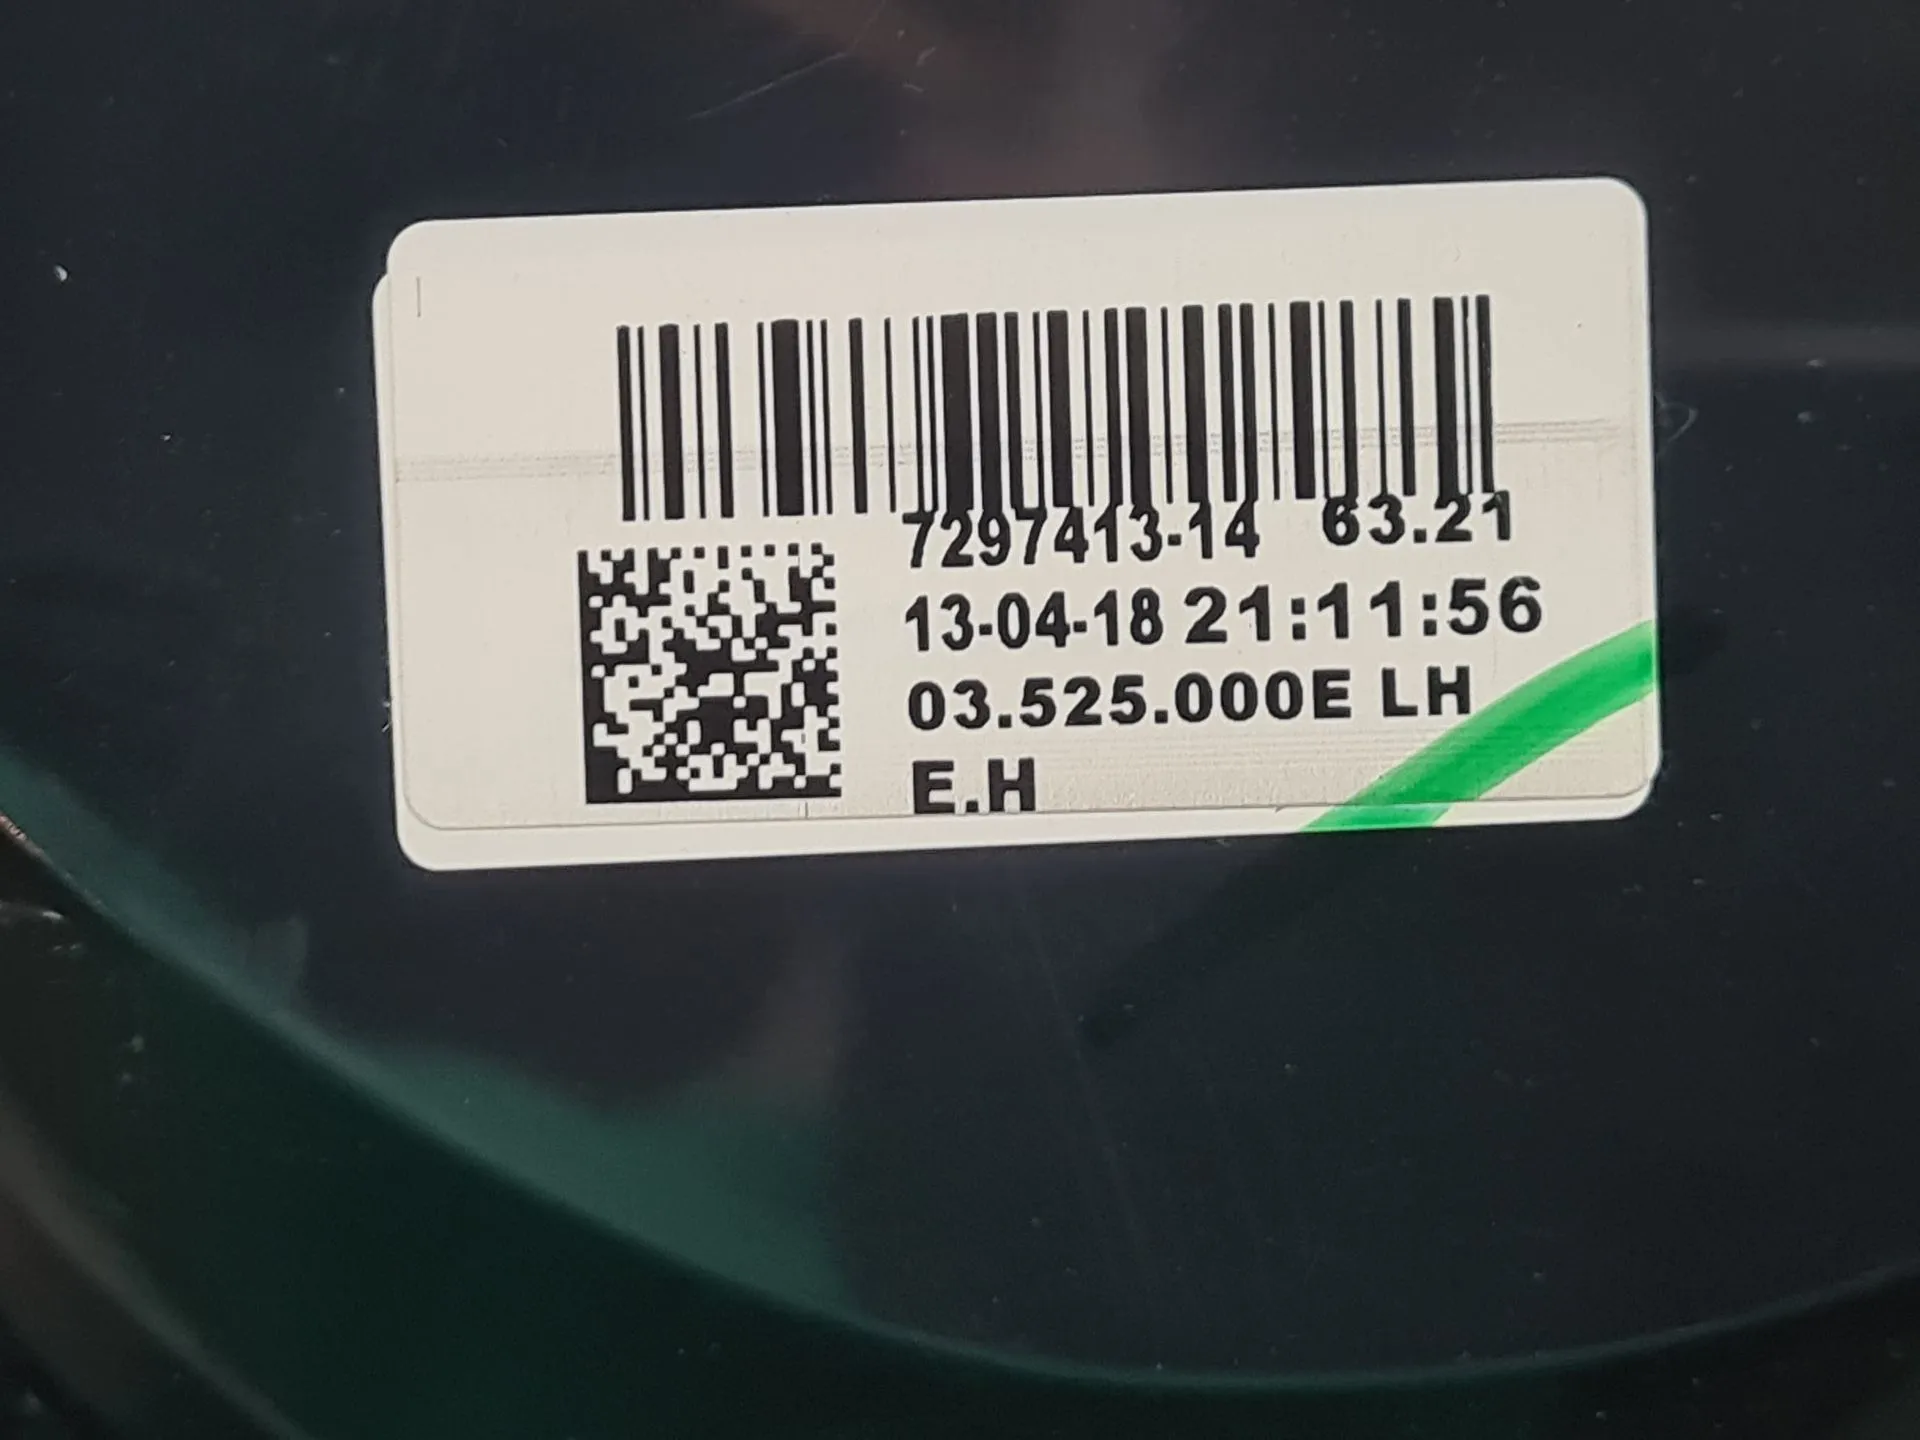 7297413-14 63.21
13-04-18 21:11:56
03.525.000E LH
E.H